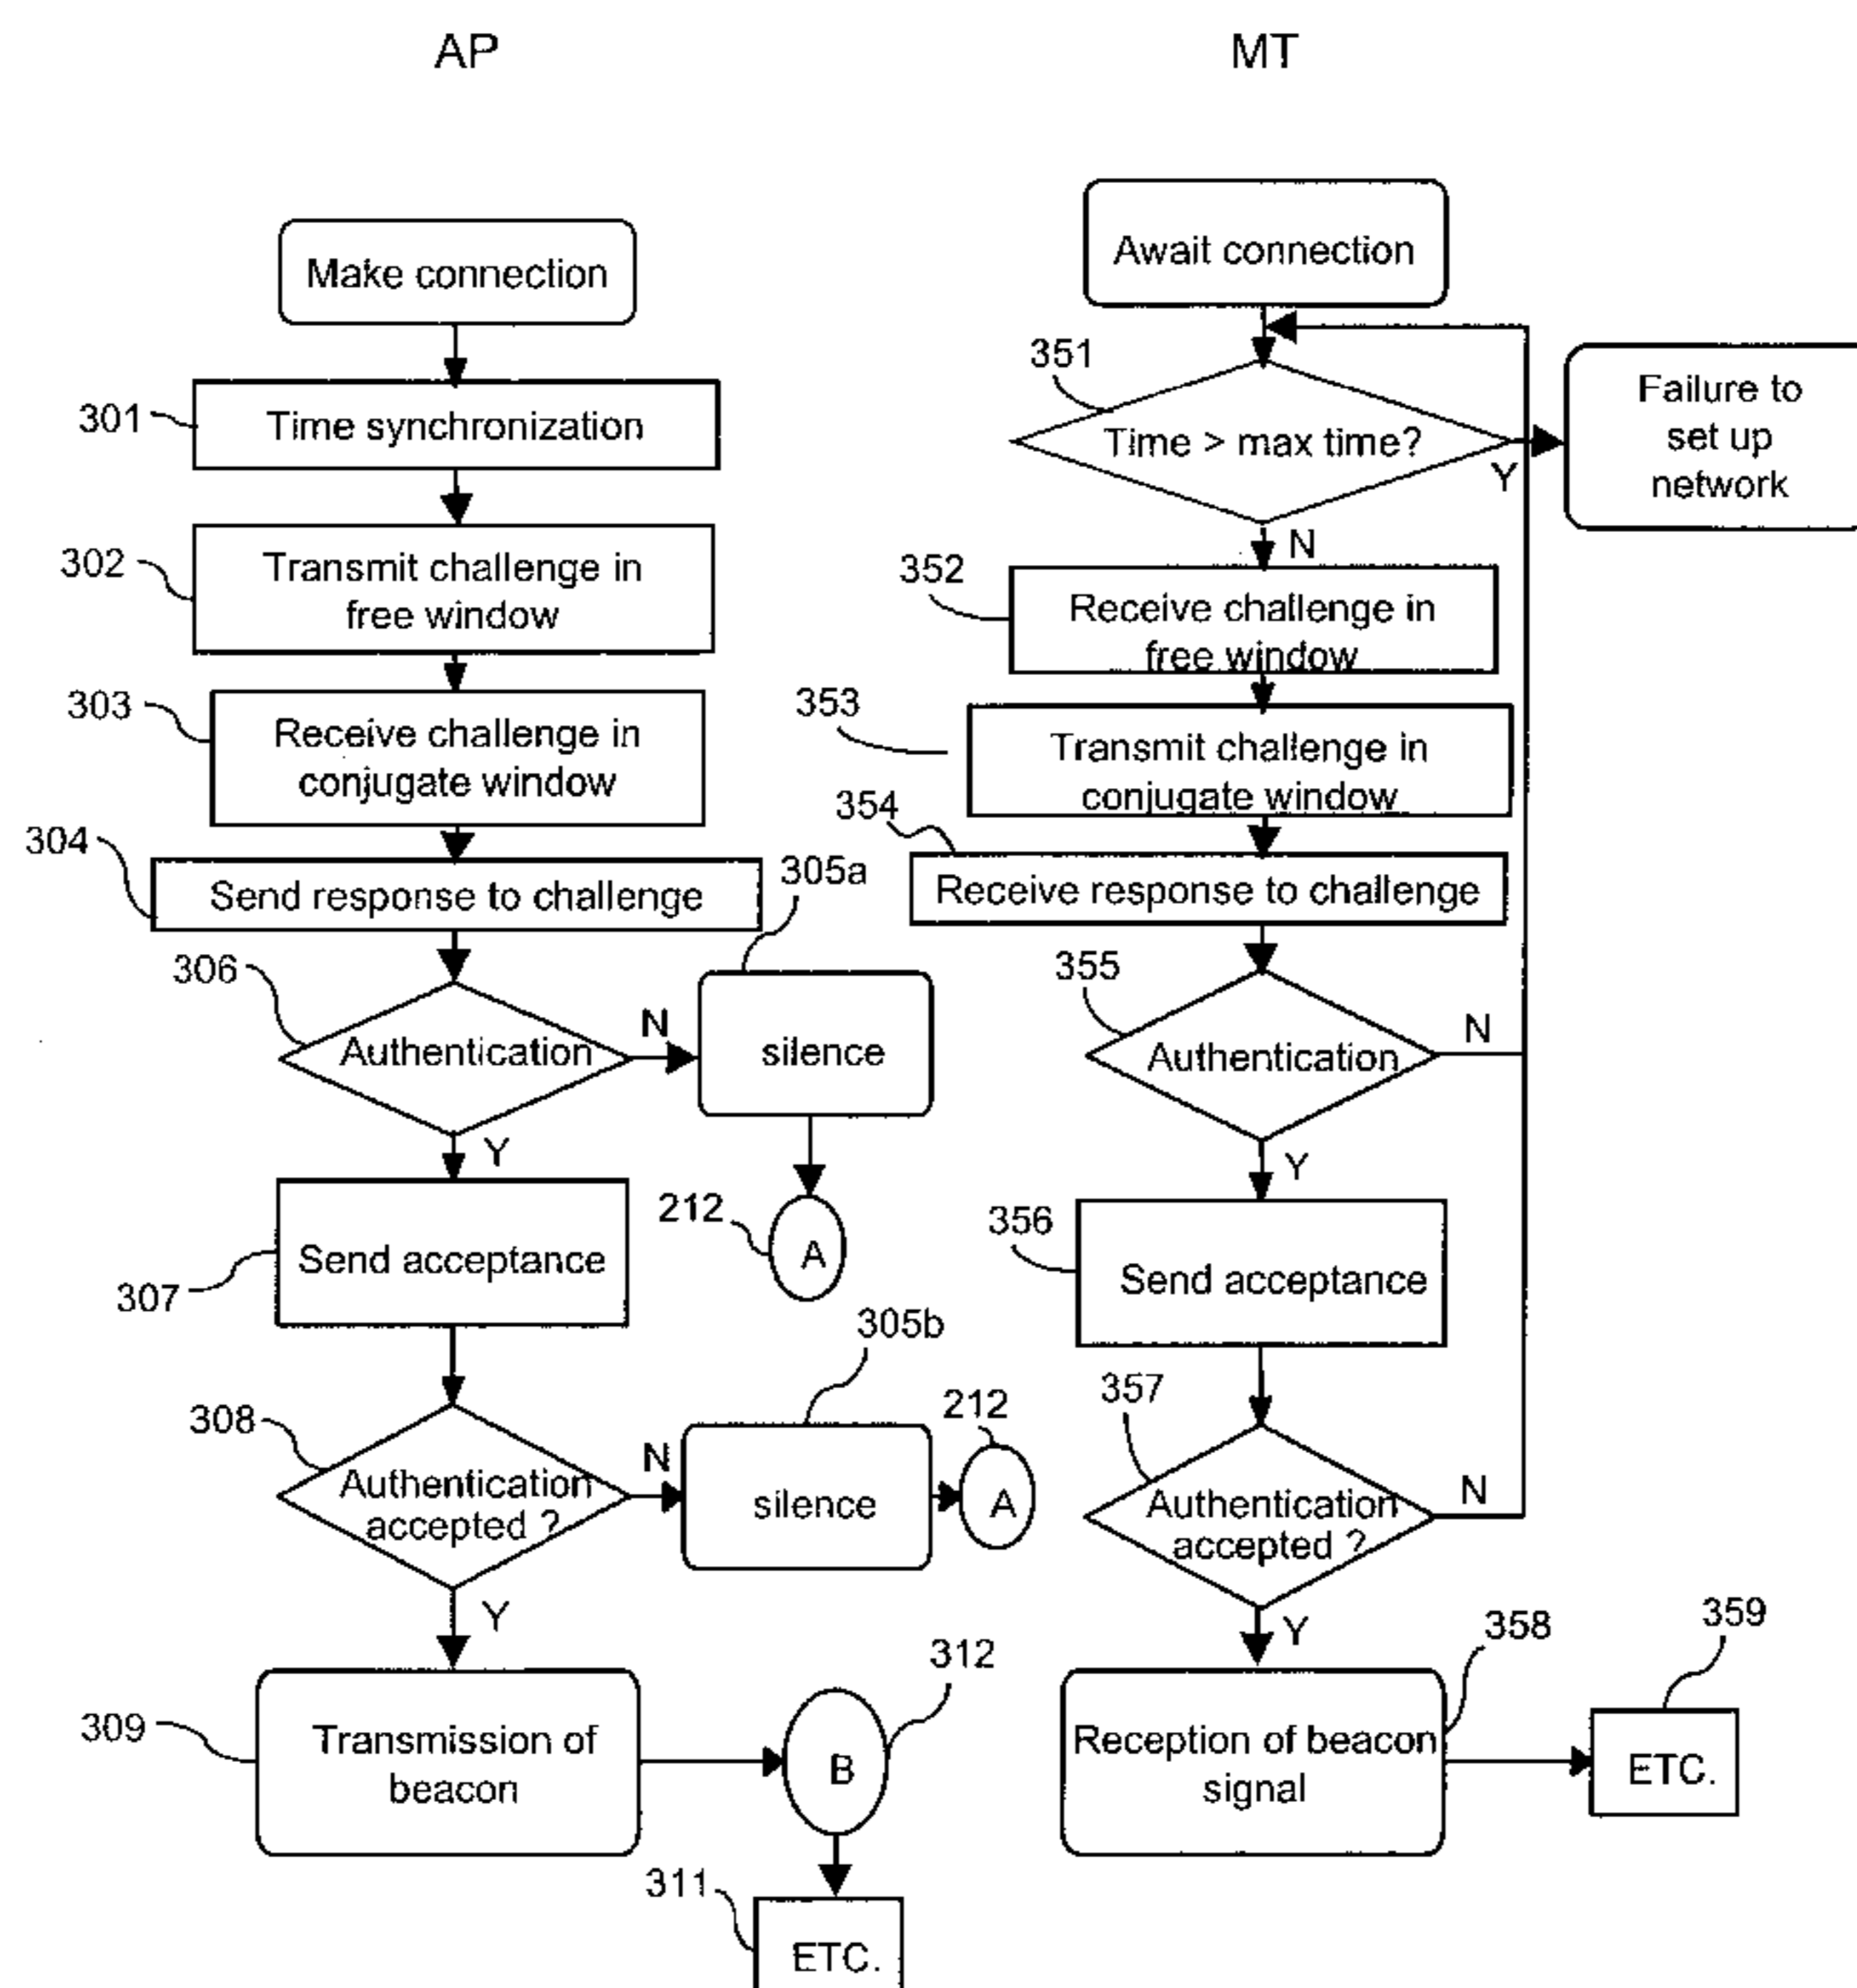 AP
Make connection
301
Time synchronization
302
Transmit challenge in
free window
303
Receive challenge in
conjugate window
304
Send response to challenge
305a
306
Authentication
N
silence
Y
212
A
307
Send acceptance
305b
308
Authentication
accepted ?
N
silence
212
A
Y
309
Transmission of
beacon
312
B
311
ETC.
MT
Await connection
351
Time > max time?
Y
Failure to
set up
network
N
352
Receive challenge in
free window
353
Transmit challenge in
conjugate window
354
Receive response to challenge
355
Authentication
N
Y
356
Send acceptance
357
Authentication
accepted ?
N
Y
358
Reception of beacon
signal
359
ETC.